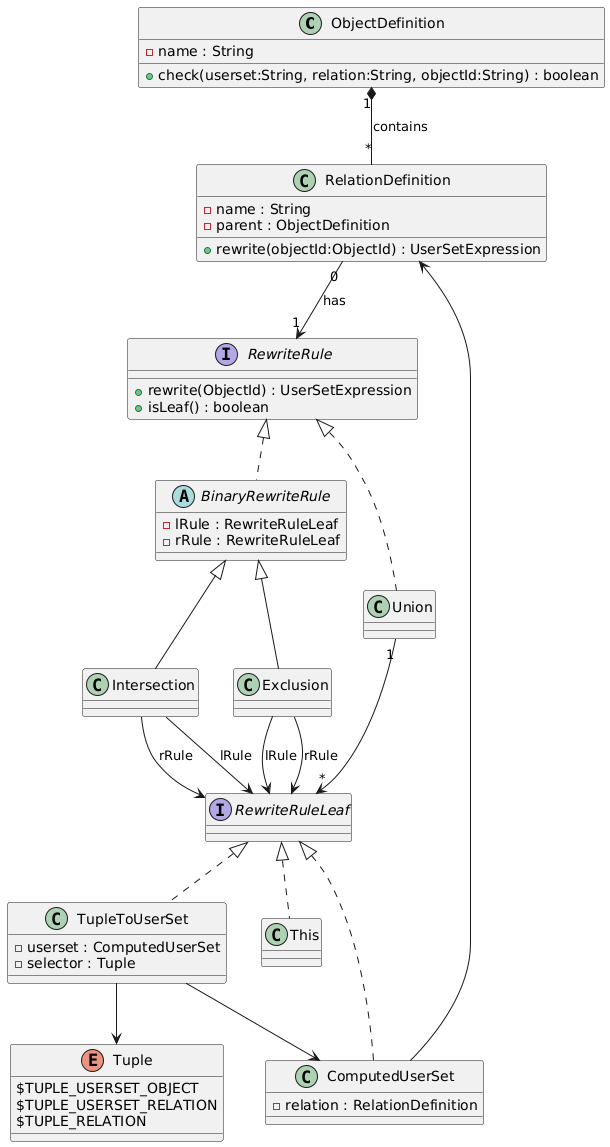 C ObjectDefinition
name : String
check(userset:String, relation:String, objectId:String) : boolean
1
contains
*
C RelationDefinition
name : String
parent : ObjectDefinition
rewrite(objectId:ObjectId) : UserSetExpression
0
has
1
I RewriteRule
rewrite(ObjectId) : UserSetExpression
isLeaf() : boolean
A BinaryRewriteRule
lRule : RewriteRuleLeaf
rRule : RewriteRuleLeaf
C Union
1
C Intersection
C Exclusion
rRule
lRule
lRule
rRule
*
I RewriteRuleLeaf
C TupleToUserSet
userset : ComputedUserSet
selector : Tuple
C This
E Tuple
$TUPLE_USERSET_OBJECT
$TUPLE_USERSET_RELATION
$TUPLE_RELATION
C ComputedUserSet
relation : RelationDefinition